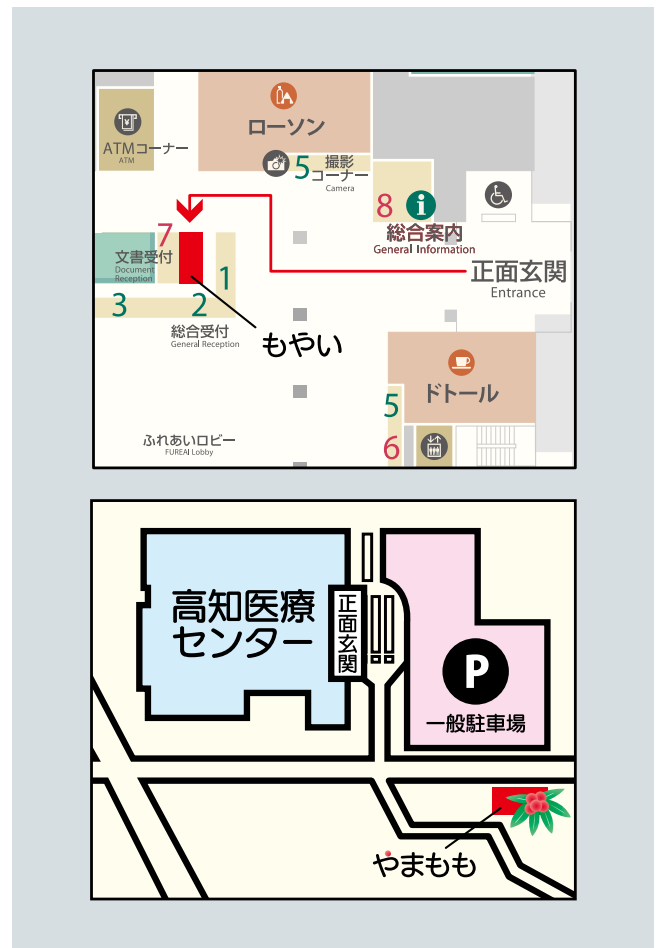 ローソン
ATMコーナー
ATM
5
撮影
コーナー
Camera
8
i
総合案内
General Information
正面玄関
Entrance
7
文書受付
Document
Reception
1
3
2
総合受付
General Reception
もやい
ドトール
5
6
ふれあいロビー
FUREAI Lobby
高知医療
センター
正面玄関
P
一般駐車場
やまもも